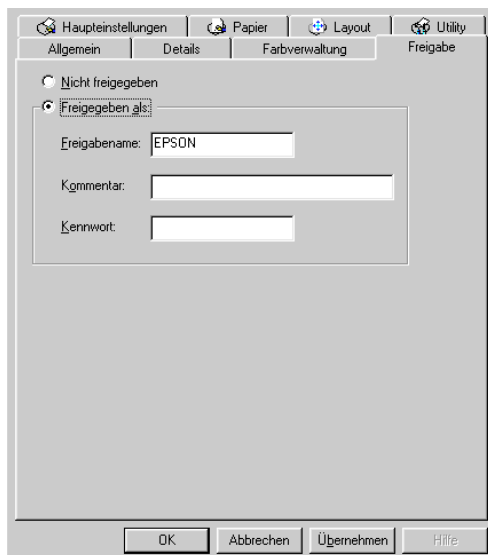 Haupteinstellungen Papier Layout Utility
Allgemein Details Farbverwaltung Freigabe
Nicht freigegeben
Freigegeben als:
Freigabename: EPSON
Kommentar:
Kennwort:
OK Abbrechen Übernehmen Hilfe